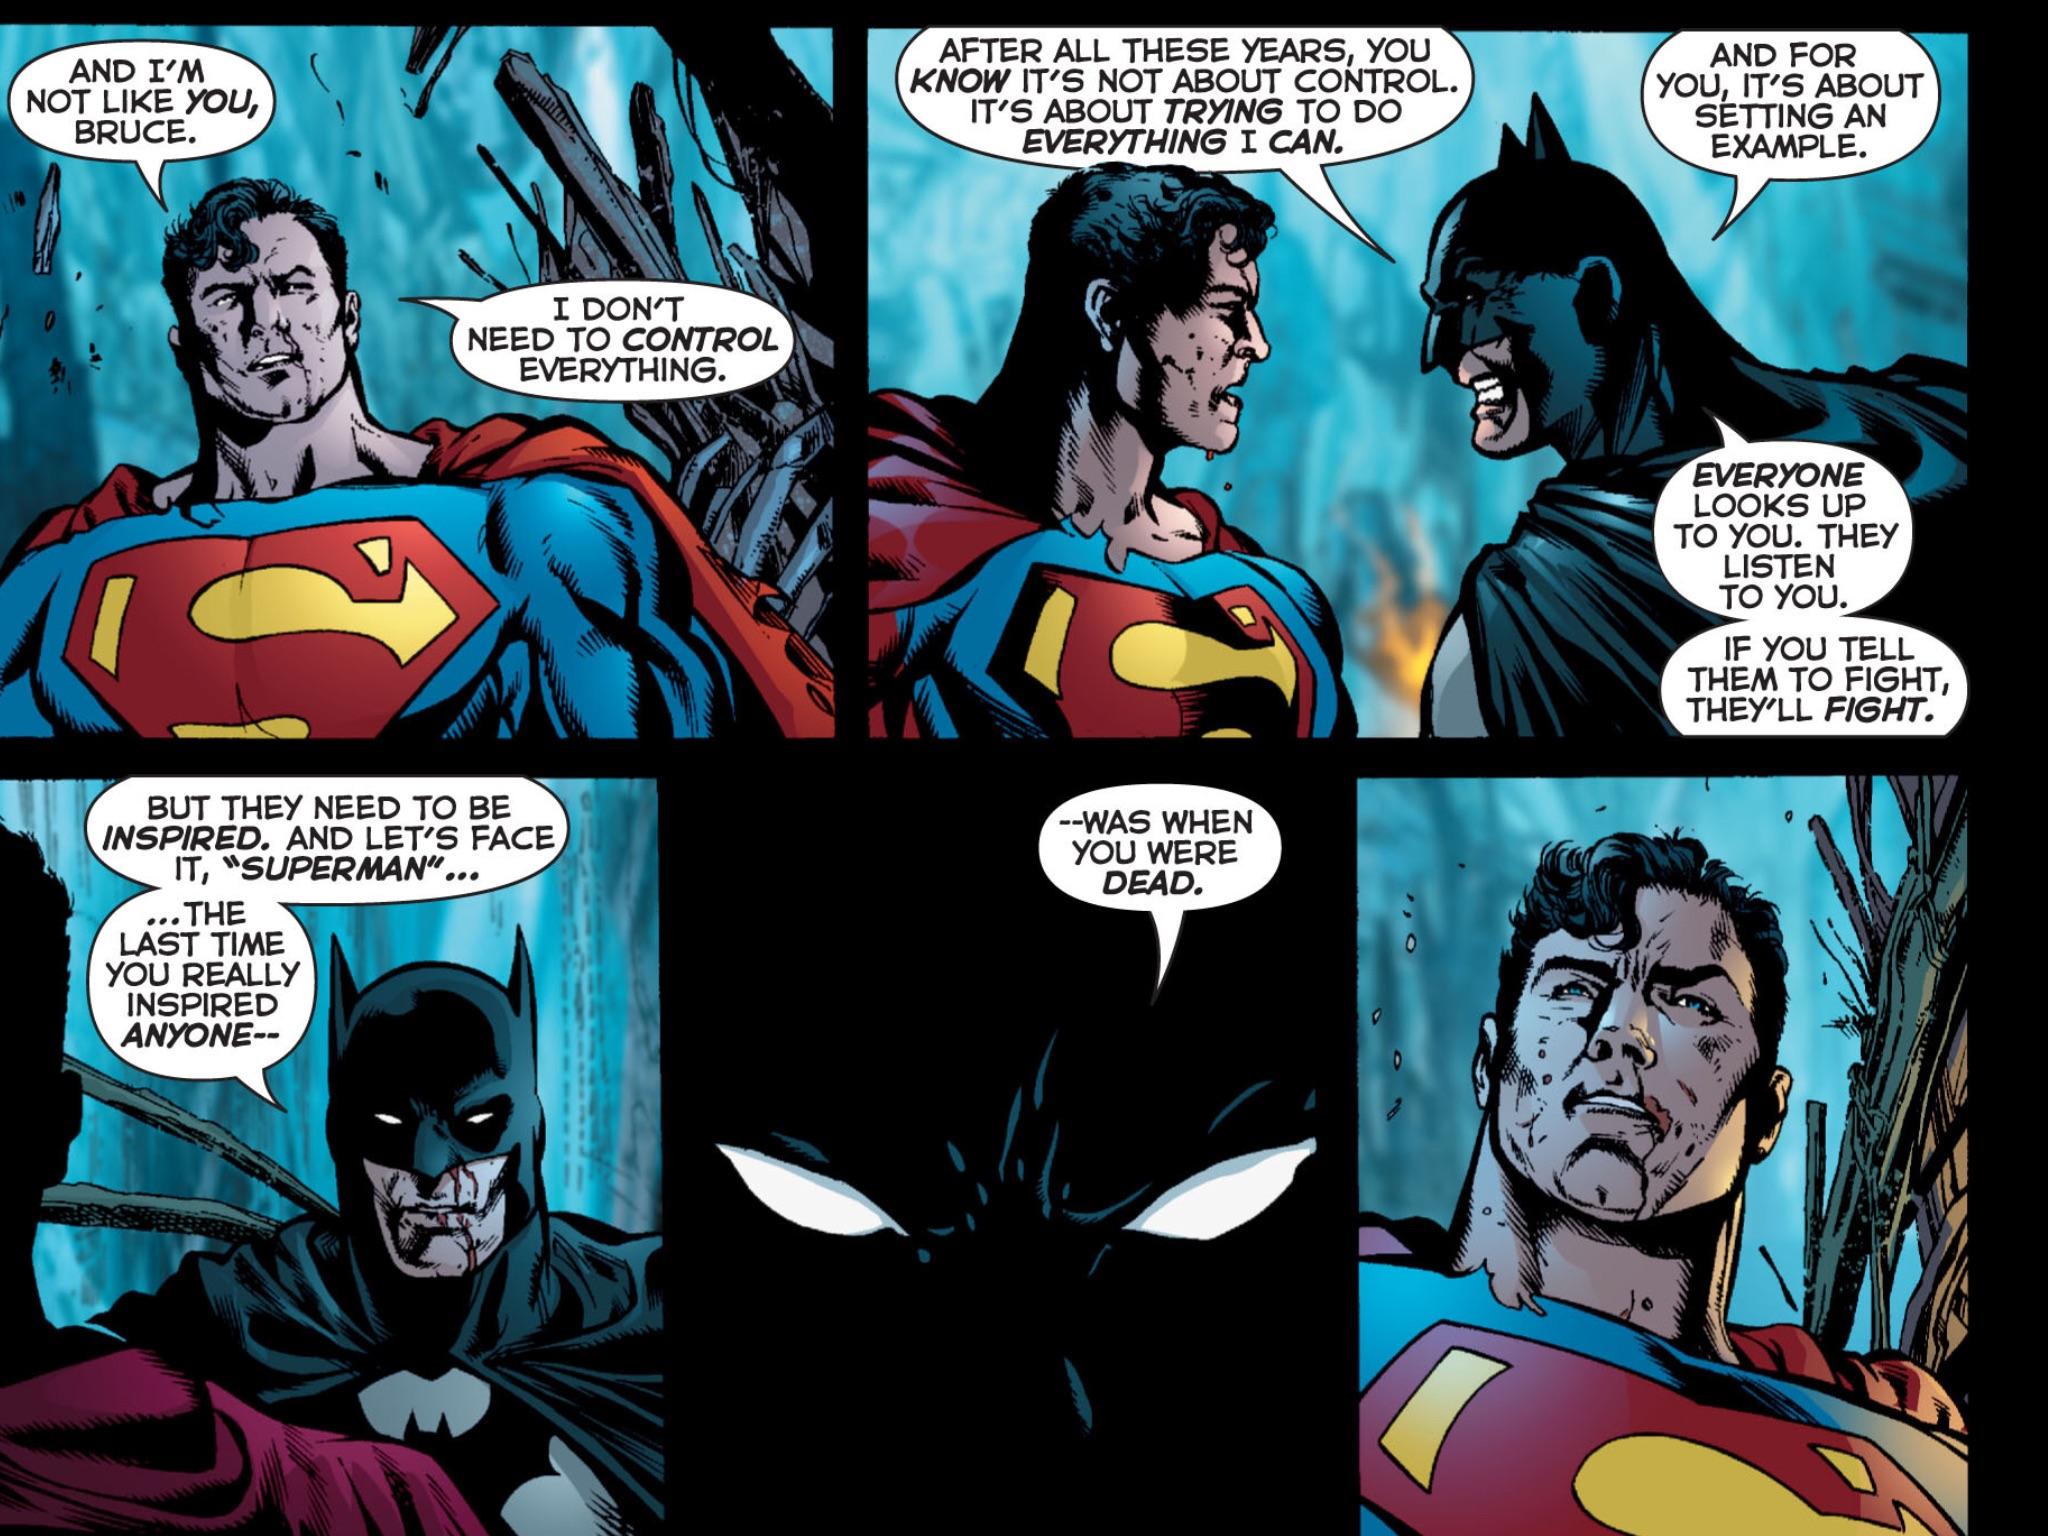 AND I'M
NOT LIKE YOU,
BRUCE.
I DON'T
NEED TO CONTROL
EVERYTHING.
AFTER ALL THESE YEARS, YOU
KNOW IT'S NOT ABOUT CONTROL.
IT'S ABOUT TRYING TO DO
EVERYTHING I CAN.
AND FOR
YOU, IT'S ABOUT
SETTING AN
EXAMPLE.
EVERYONE
LOOKS UP
TO YOU. THEY
LISTEN
TO YOU.
IF YOU TELL
THEM TO FIGHT,
THEY'LL FIGHT.
BUT THEY NEED TO BE
INSPIRED. AND LET'S FACE
IT, "SUPERMAN"...
...THE
LAST TIME
YOU REALLY
INSPIRED
ANYONE--
--WAS WHEN
YOU WERE
DEAD.